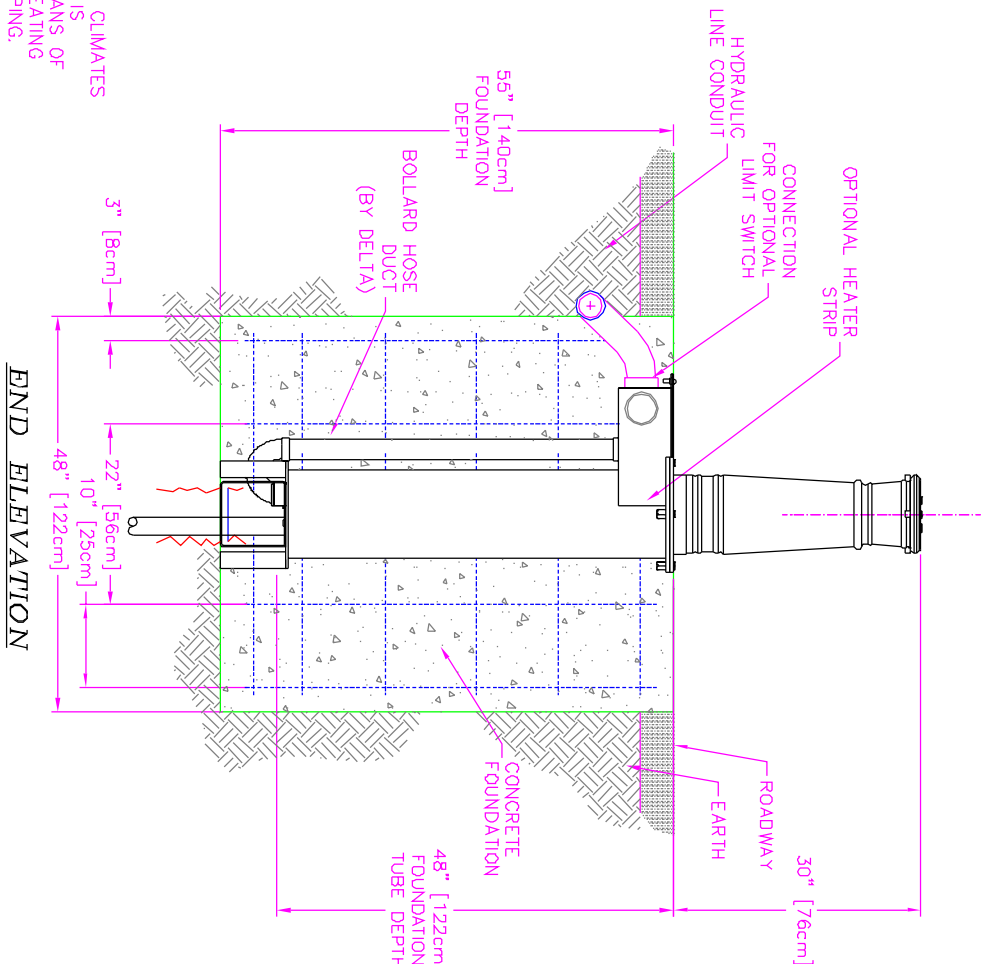 CLIMATES
IS
ANS OF
EATING
PING.
HYDRAULIC
LINE CONDUIT
CONNECTION
FOR OPTIONAL
LIMIT SWITCH
OPTIONAL HEATER
STRIP
55" [140cm]
FOUNDATION
DEPTH
BOLLARD HOSE
DUCT
(BY DELTA)
3" [8cm]
22" [56cm]
10" [25cm]
48" [122cm]
CONCRETE
FOUNDATION
ROADWAY
EARTH
30" [76cm]
48" [122cm
FOUNDATION
TUBE DEPTH
END ELEVATION